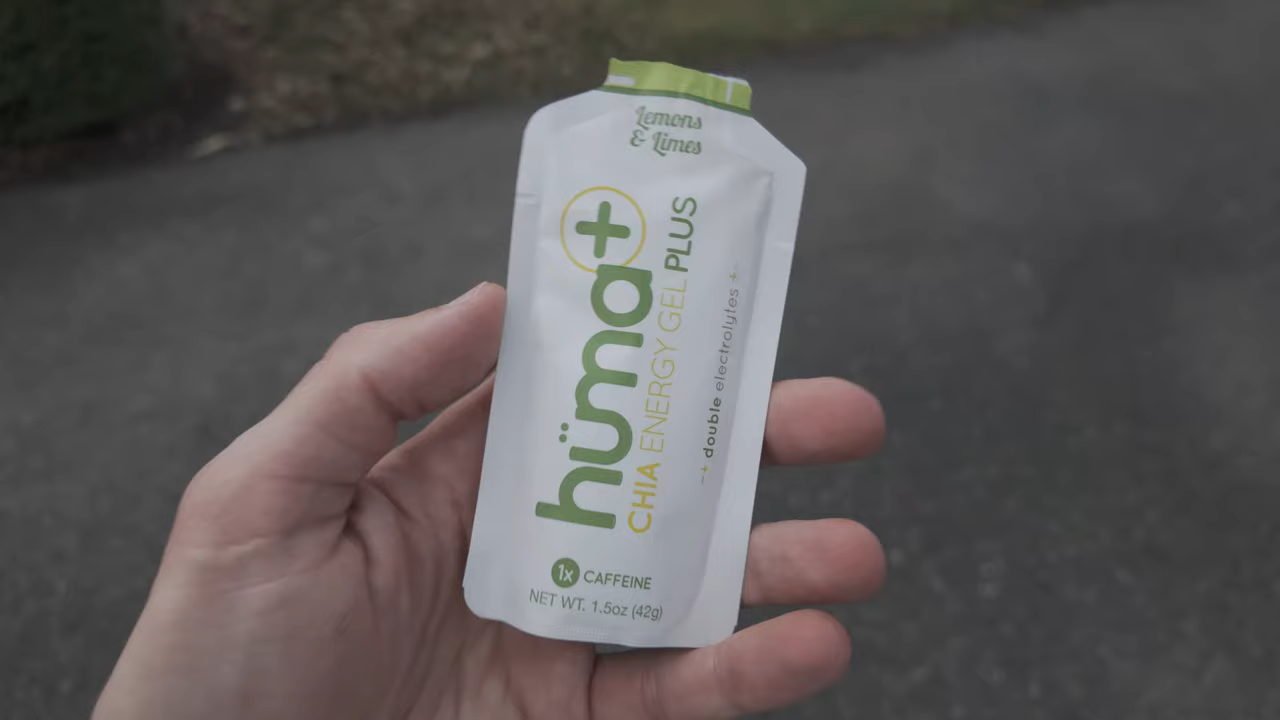 Lemons
& Limes
hüma+
CHIA ENERGY GEL PLUS
+ double electrolytes +
1x CAFFEINE
NET WT. 1.5oz (42g)